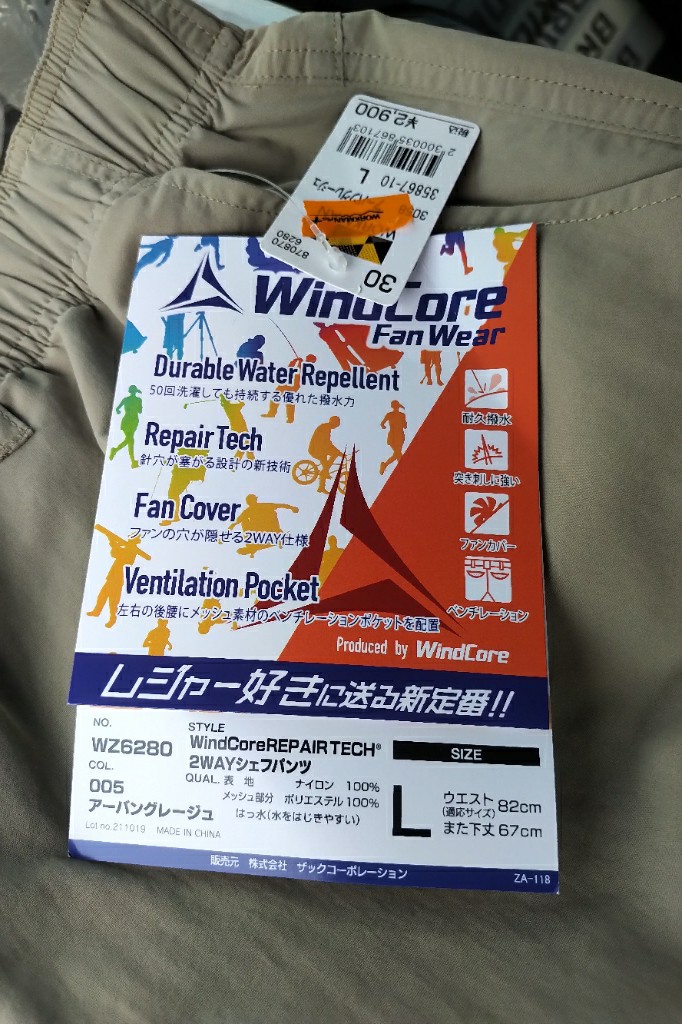 ¥2,900
税込
2 300035 867103
L
35867-10
WORKMAN
870870
6280
30
WindCore
Fan Wear
Durable Water Repellent
50回洗濯しても持続する優れた撥水力
耐久撥水
Repair Tech
針穴が塞がる設計の新技術
突き刺しに強い
Fan Cover
ファンの穴が隠せる2WAY仕様
ファンカバー
Ventilation Pocket
左右の後腰にメッシュ素材のベンチレーションポケットを配置
ベンチレーション
Produced by WindCore
レジャー好きに送る新定番!!
NO.
WZ6280
COL.
005
アーバングレージュ
Lot no.211019 MADE IN CHINA
STYLE
WindCoreREPAIRTECH®
2WAYシェフパンツ
QUAL. 表 地 ナイロン 100%
メッシュ部分 ポリエステル100%
はっ水(水をはじきやすい)
SIZE
L
ウエスト 82cm
(適応サイズ)
また下丈 67cm
販売元 株式会社 ザックコーポレーション
ZA-118